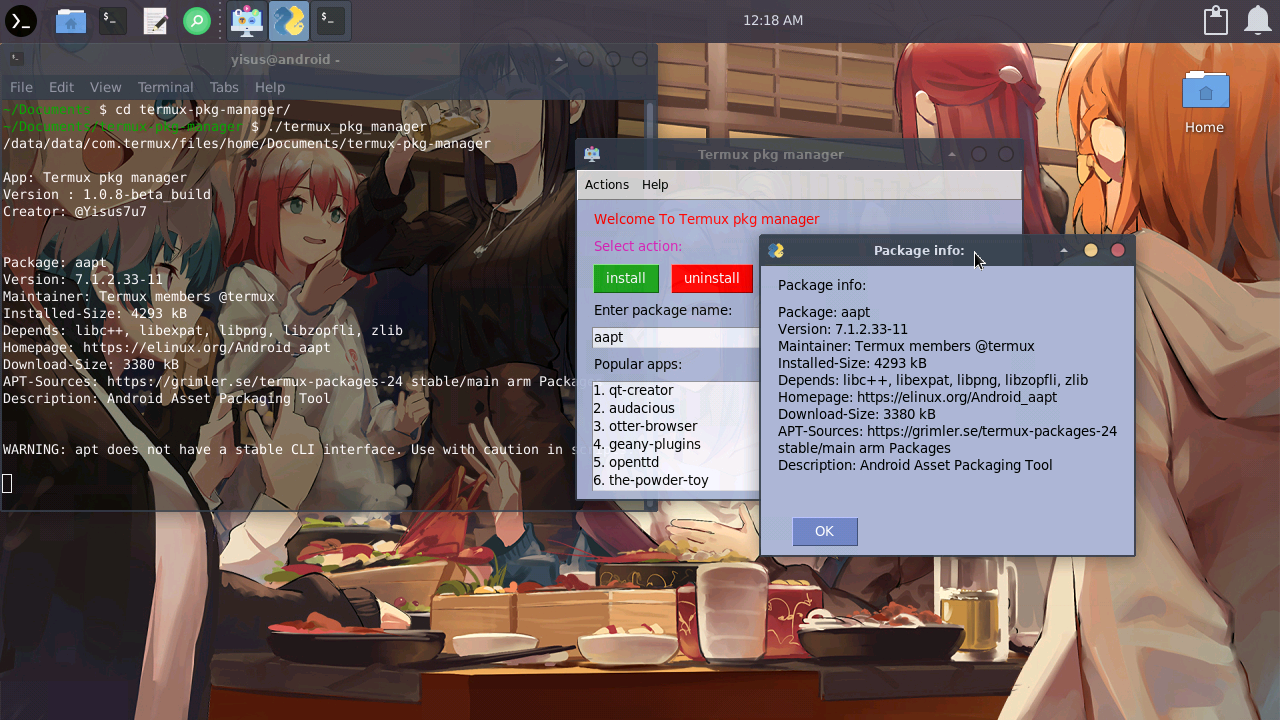 12:18 AM
yisus@android -
File Edit View Terminal Tabs Help
~/Documents $ cd termux-pkg-manager/
~/Documents/termux-pkg-manager $ ./termux_pkg_manager
/data/data/com.termux/files/home/Documents/termux-pkg-manager
App: Termux pkg manager
Version : 1.0.8-beta_build
Creator: @Yisus7u7
Package: aapt
Version: 7.1.2.33-11
Maintainer: Termux members @termux
Installed-Size: 4293 kB
Depends: libc++, libexpat, libpng, libzopfli, zlib
Homepage: https://elinux.org/Android_aapt
Download-Size: 3380 kB
APT-Sources: https://grimler.se/termux-packages-24 stable/main arm Packa
Description: Android Asset Packaging Tool
WARNING: apt does not have a stable CLI interface. Use with caution in sc
Termux pkg manager
Actions Help
Welcome To Termux pkg manager
Select action:
install uninstall
Enter package name:
aapt
Popular apps:
1. qt-creator
2. audacious
3. otter-browser
4. geany-plugins
5. openttd
6. the-powder-toy
Package info:
Package info:
Package: aapt
Version: 7.1.2.33-11
Maintainer: Termux members @termux
Installed-Size: 4293 kB
Depends: libc++, libexpat, libpng, libzopfli, zlib
Homepage: https://elinux.org/Android_aapt
Download-Size: 3380 kB
APT-Sources: https://grimler.se/termux-packages-24
stable/main arm Packages
Description: Android Asset Packaging Tool
OK
Home